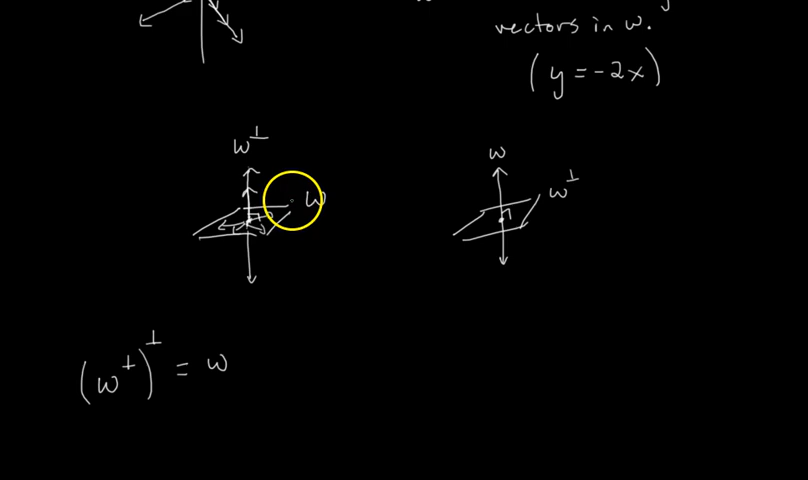 vectors in w.
(y = -2x)
w^⊥
w
w
w^⊥
(w^⊥)^⊥ = w